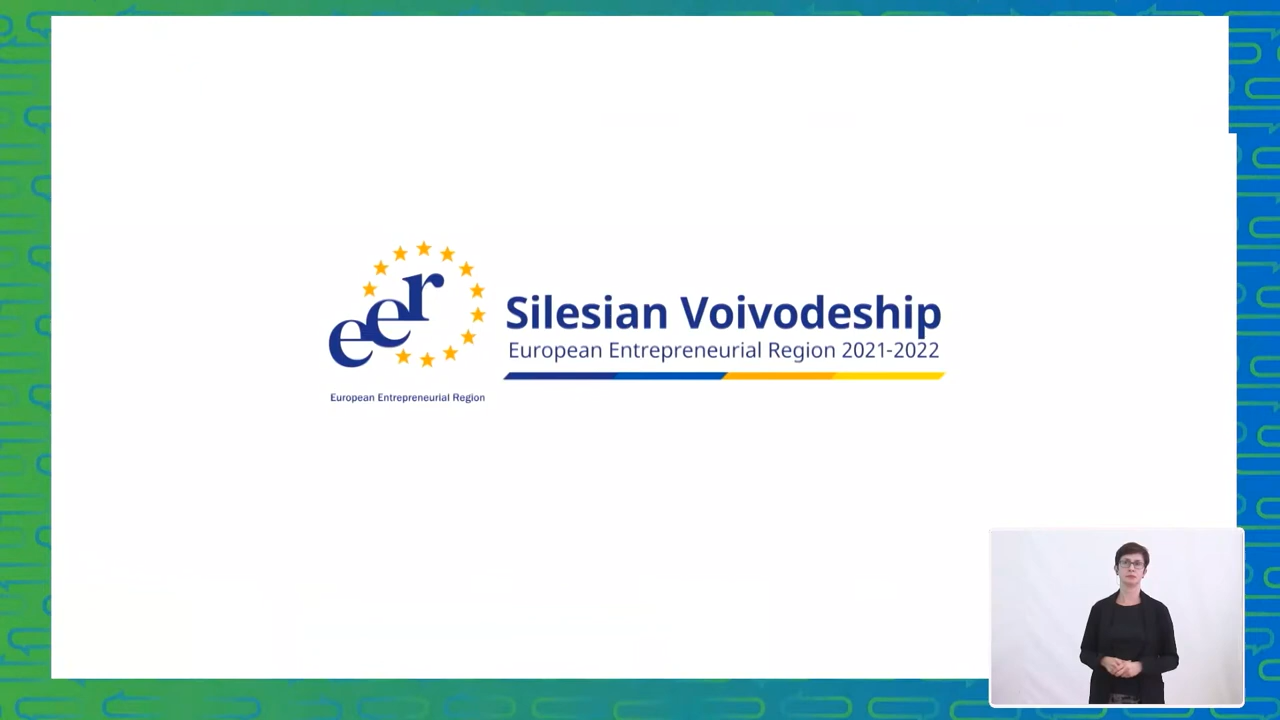 eer
Silesian Voivodeship
European Entrepreneurial Region 2021-2022
European Entrepreneurial Region